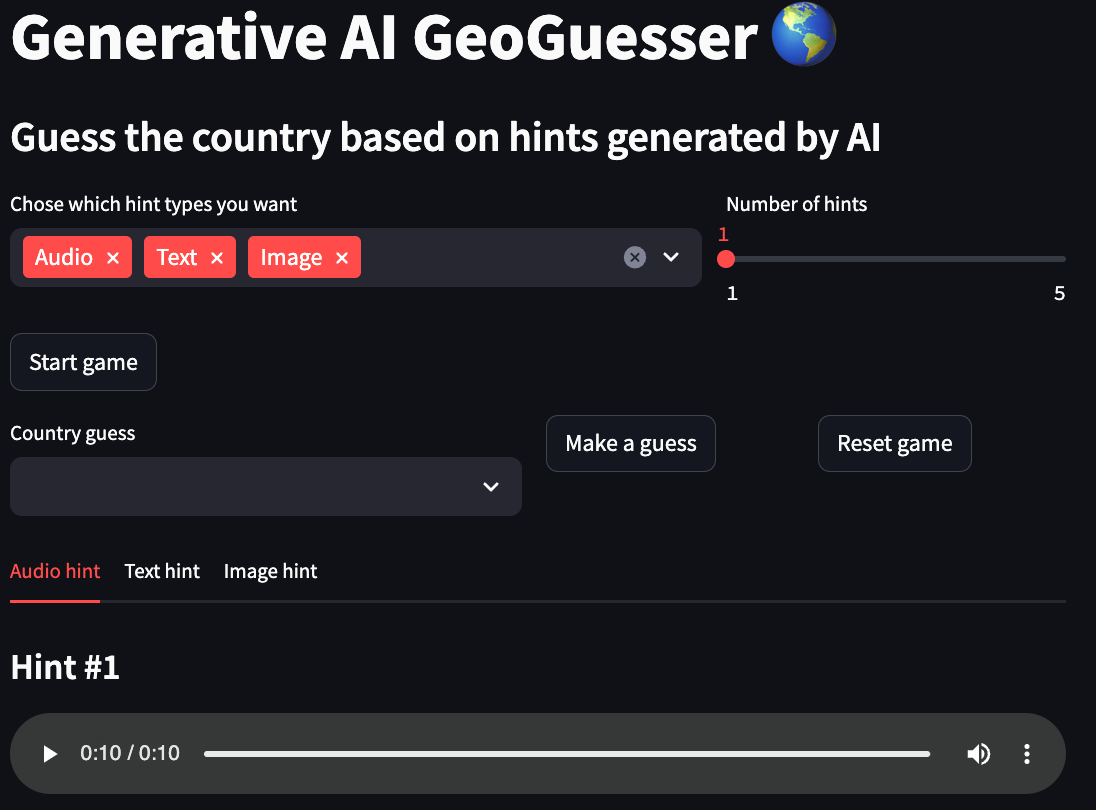 Generative AI GeoGuesser
Guess the country based on hints generated by AI
Chose which hint types you want
Number of hints
Audio
Text
Image
1
1
5
Start game
Country guess
Make a guess
Reset game
Audio hint
Text hint
Image hint
Hint #1
0:10 / 0:10